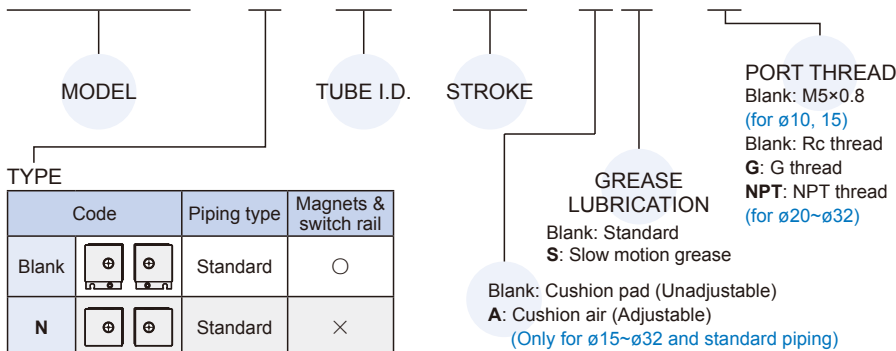 MODEL
TUBE I.D.
STROKE
PORT THREAD
Blank: M5×0.8
(for ø10, 15)
Blank: Rc thread
G: G thread
NPT: NPT thread
(for ø20~ø32)
GREASE
LUBRICATION
Blank: Standard
S: Slow motion grease
Blank: Cushion pad (Unadjustable)
A: Cushion air (Adjustable)
(Only for ø15~ø32 and standard piping)
TYPE
Code Piping type Magnets &
switch rail
Blank Standard ○
N Standard ×